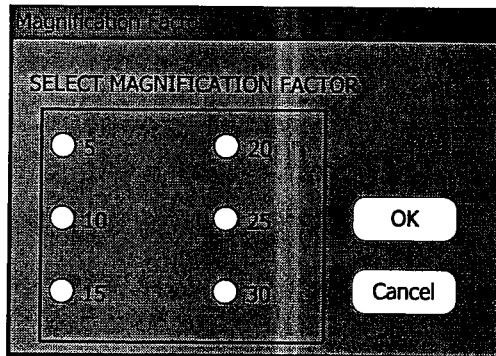 Magnification Factor
SELECT MAGNIFICATION FACTOR
5 20
10 25 OK
15 30 Cancel